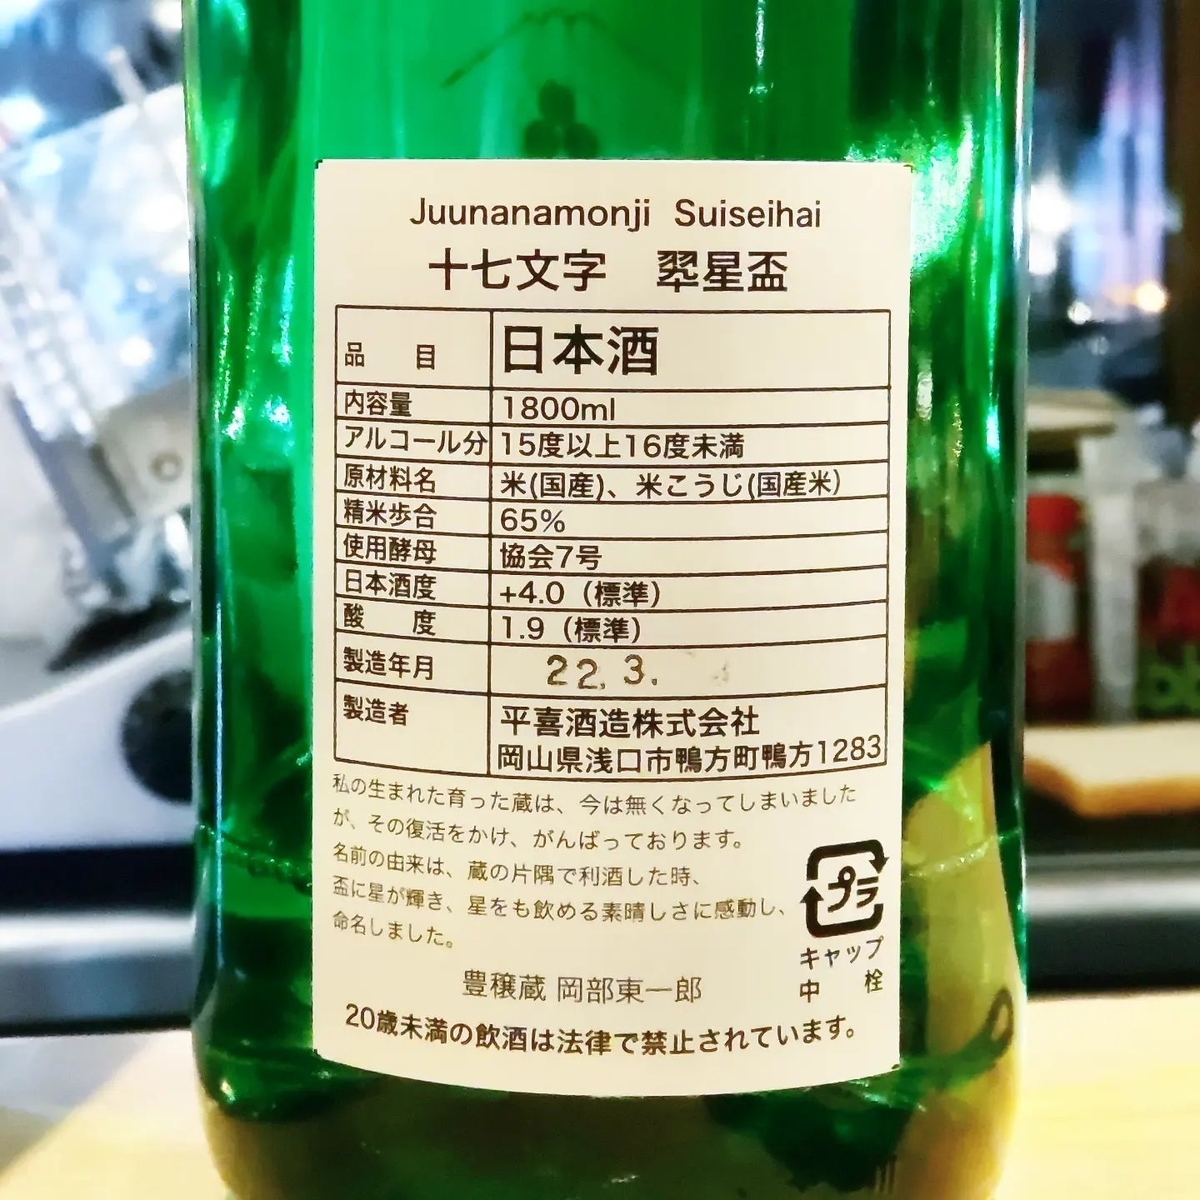 Juunanamonji Suiseihai
十七文字 翆星盃
品目 日本酒
内容量 1800ml
アルコール分 15度以上16度未満
原材料名 米(国産)、米こうじ(国産米)
精米歩合 65%
使用酵母 協会7号
日本酒度 +4.0（標準）
酸度 1.9（標準）
製造年月 22.3.
製造者 平喜酒造株式会社
岡山県浅口市鴨方町鴨方1283
私の生まれた育った蔵は、今は無くなってしまいました
が、その復活をかけ、がんばっております。
名前の由来は、蔵の片隅で利酒した時、
盃に星が輝き、星をも飲める素晴しさに感動し、
命名しました。
プラ
キャップ
中栓
豊穣蔵 岡部東一郎
20歳未満の飲酒は法律で禁止されています。